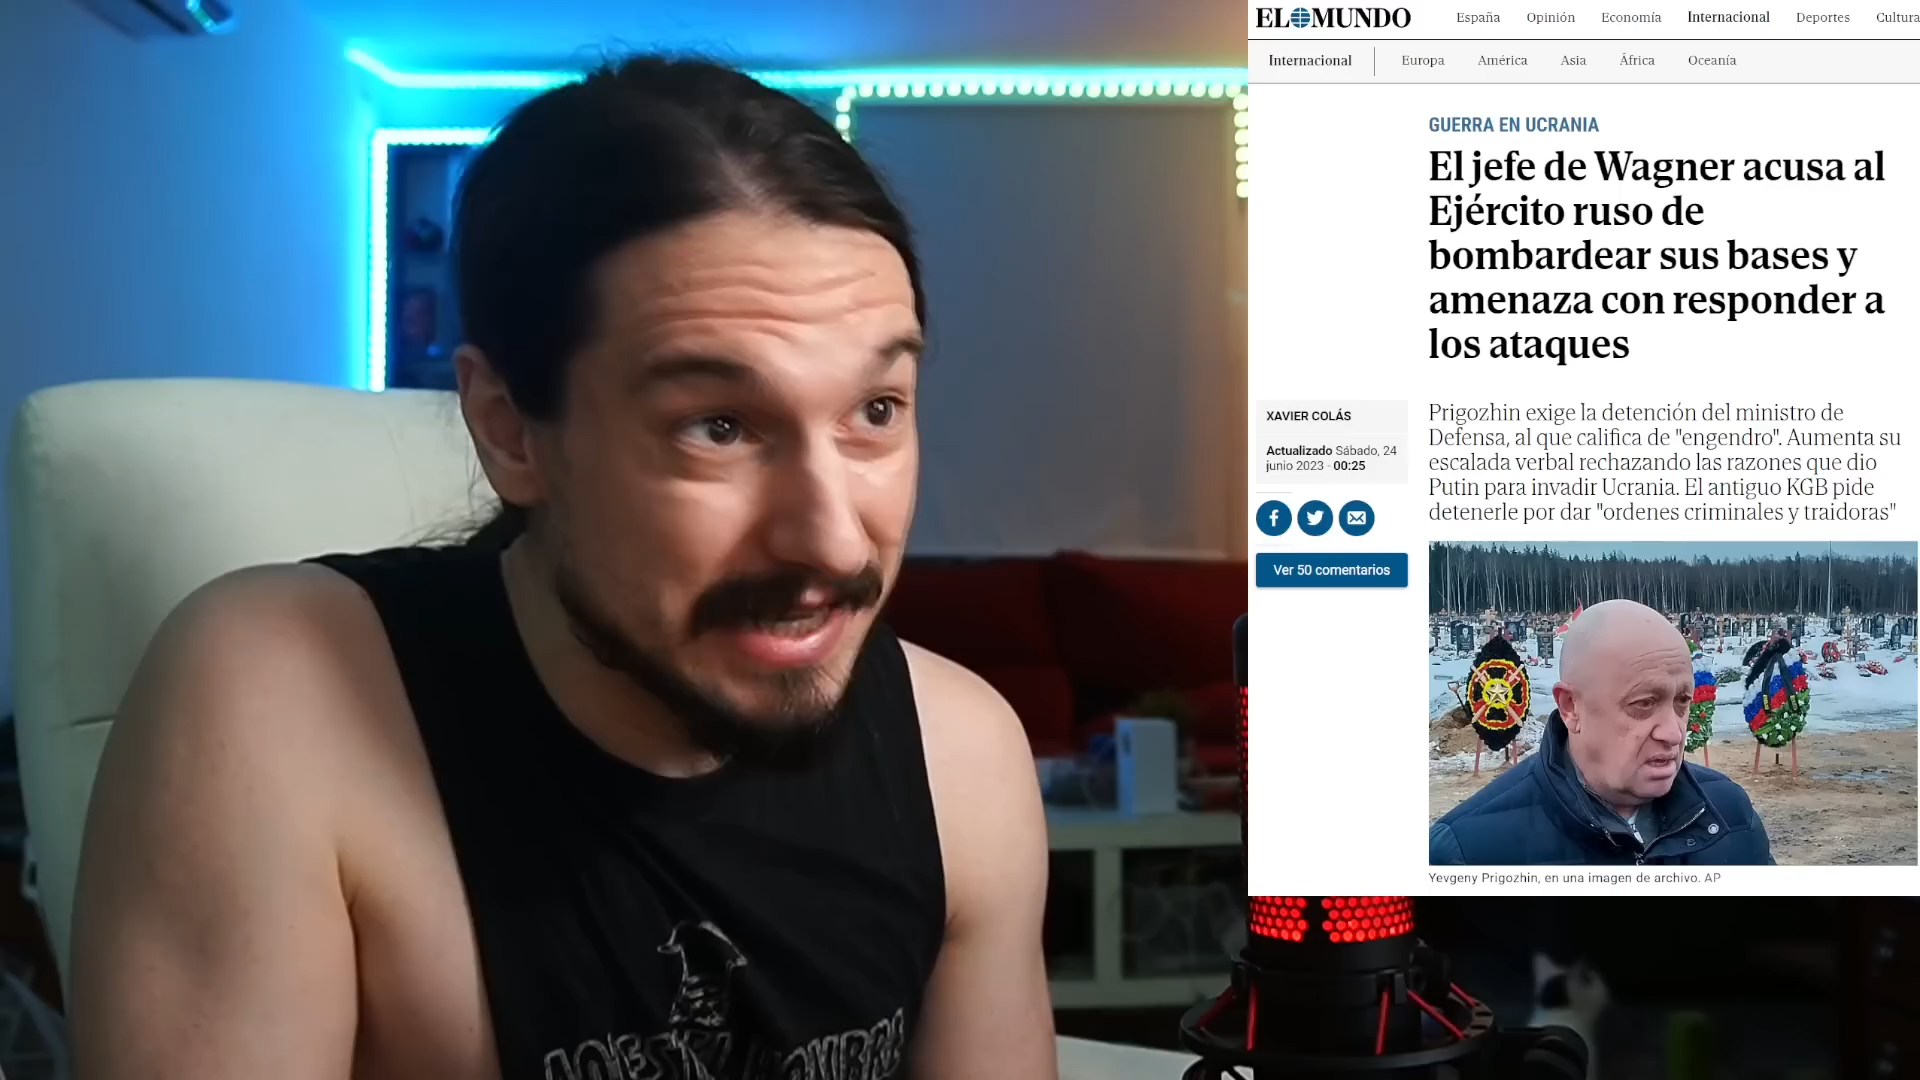 EL MUNDO
España Opinión Economía Internacional Deportes Cultura
Internacional Europa América Asia África Oceanía
GUERRA EN UCRANIA
El jefe de Wagner acusa al
Ejército ruso de
bombardear sus bases y
amenaza con responder a
los ataques
XAVIER COLÁS
Actualizado Sábado, 24
junio 2023 - 00:25
Ver 50 comentarios
Prigozhin exige la detención del ministro de
Defensa, al que califica de "engendro". Aumenta su
escalada verbal rechazando las razones que dio
Putin para invadir Ucrania. El antiguo KGB pide
detenerle por dar "ordenes criminales y traidoras"
Yevgeny Prigozhin, en una imagen de archivo. AP